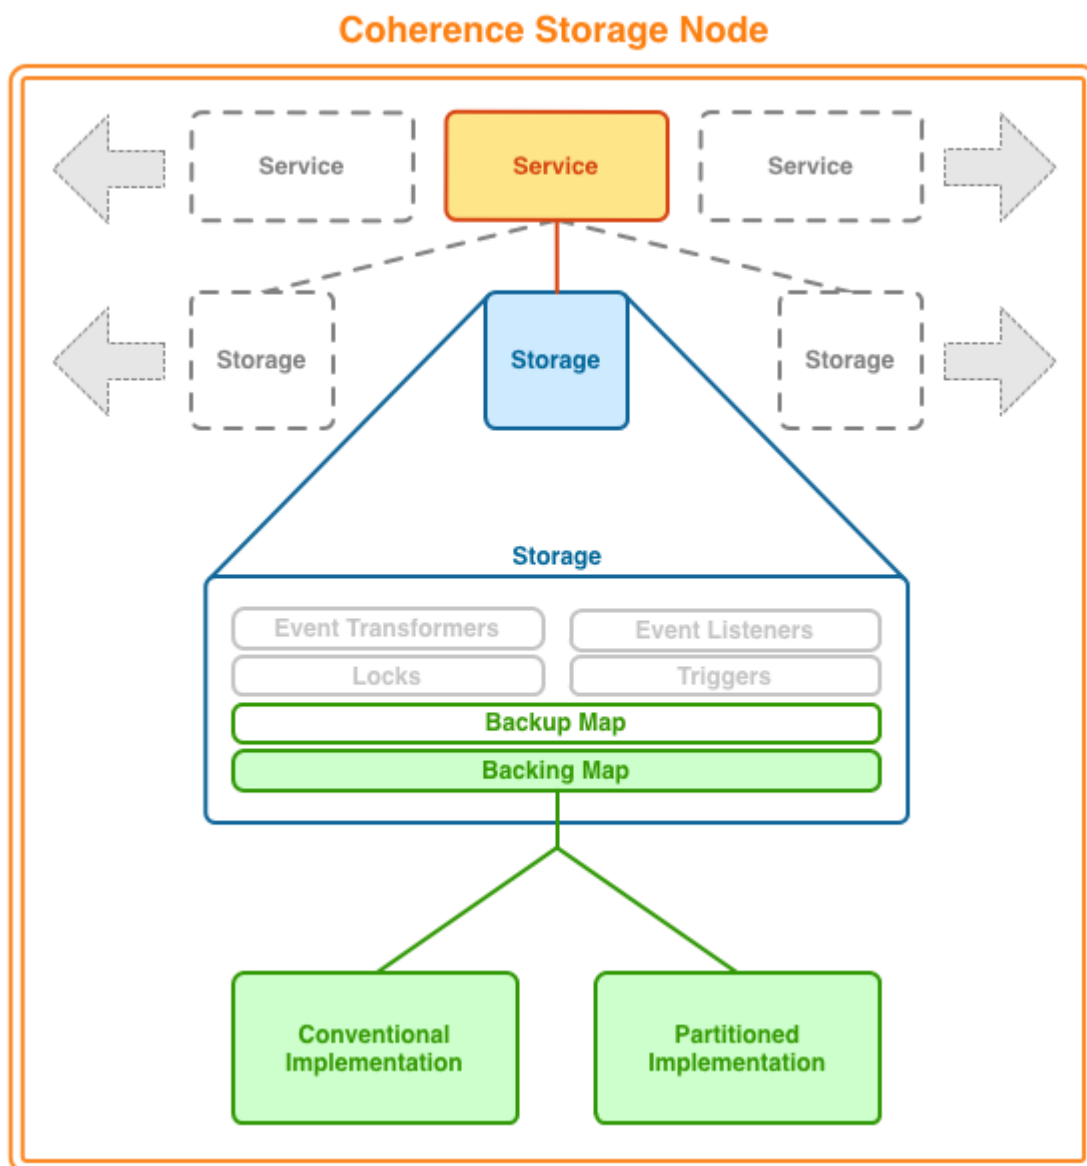 Coherence Storage Node
Service
Service
Service
Storage
Storage
Storage
Storage
Event Transformers
Event Listeners
Locks
Triggers
Backup Map
Backing Map
Conventional
Implementation
Partitioned
Implementation